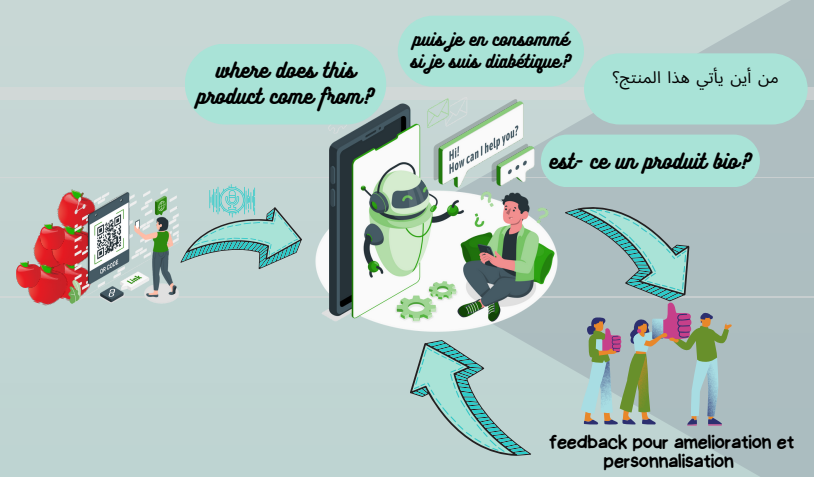 where does this
product come from?
puis je en consommé
si je suis diabétique?
من أين يأتي هذا المنتج؟
est- ce un produit bio?
Hi!
How can I help you?
QR CODE
Link
feedback pour amelioration et
personnalisation